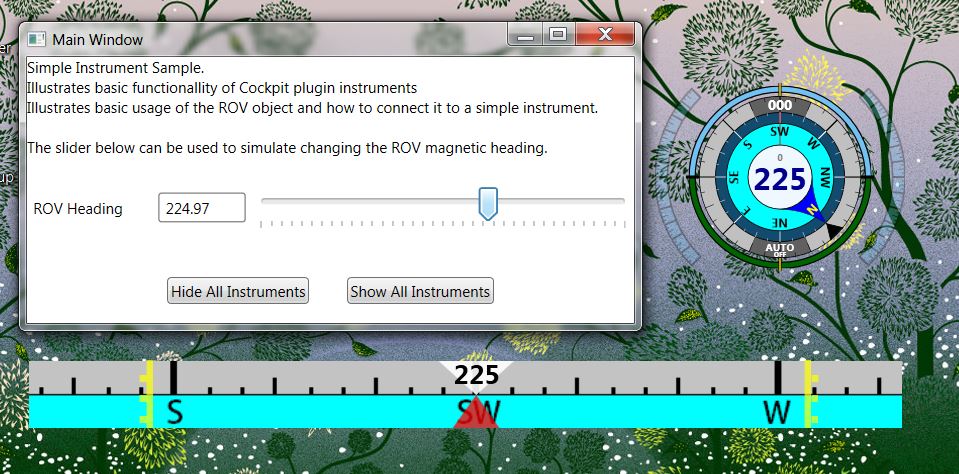 Main Window
Simple Instrument Sample.
Illustrates basic functionallity of Cockpit plugin instruments
Illustrates basic usage of the ROV object and how to connect it to a simple instrument.
The slider below can be used to simulate changing the ROV magnetic heading.
ROV Heading 224.97
Hide All Instruments Show All Instruments
er
up
000
SW
S W
0
SE 225 NW
E N
NE
AUTO
OFF
225
S SW W